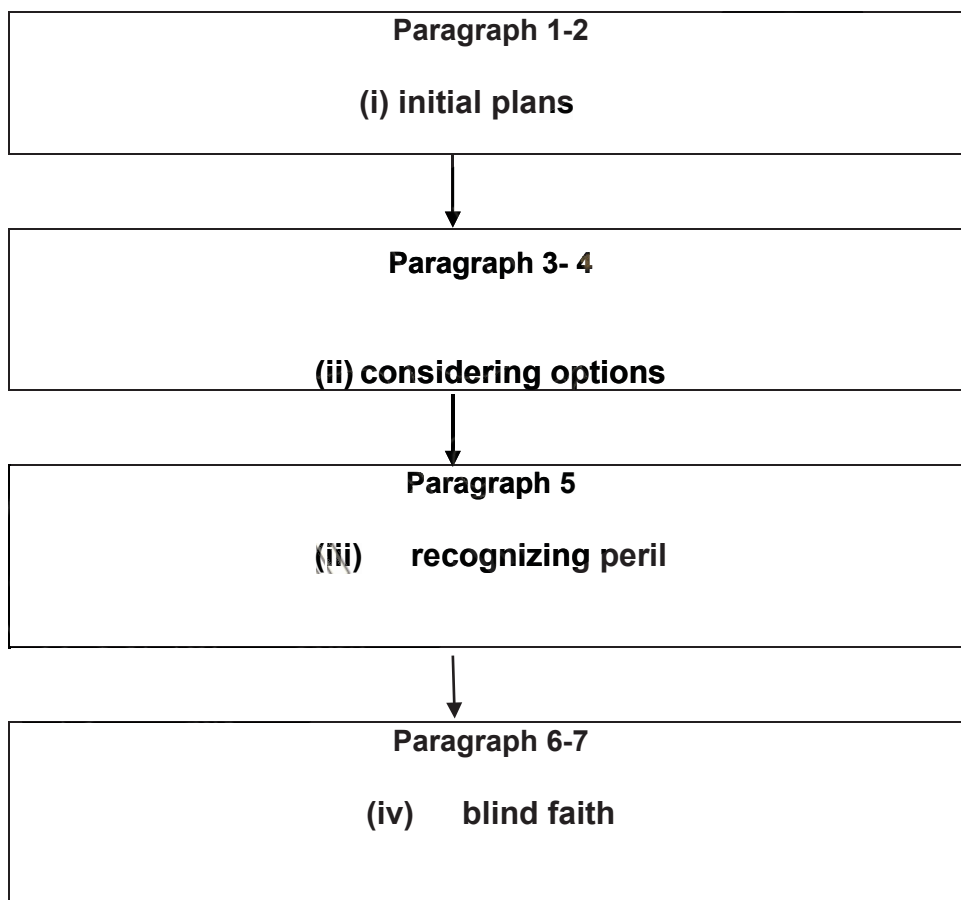 Paragraph 1-2
(i) initial plans
Paragraph 3- 4
(ii) considering options
Paragraph 5
(iii) recognizing peril
Paragraph 6-7
(iv) blind faith